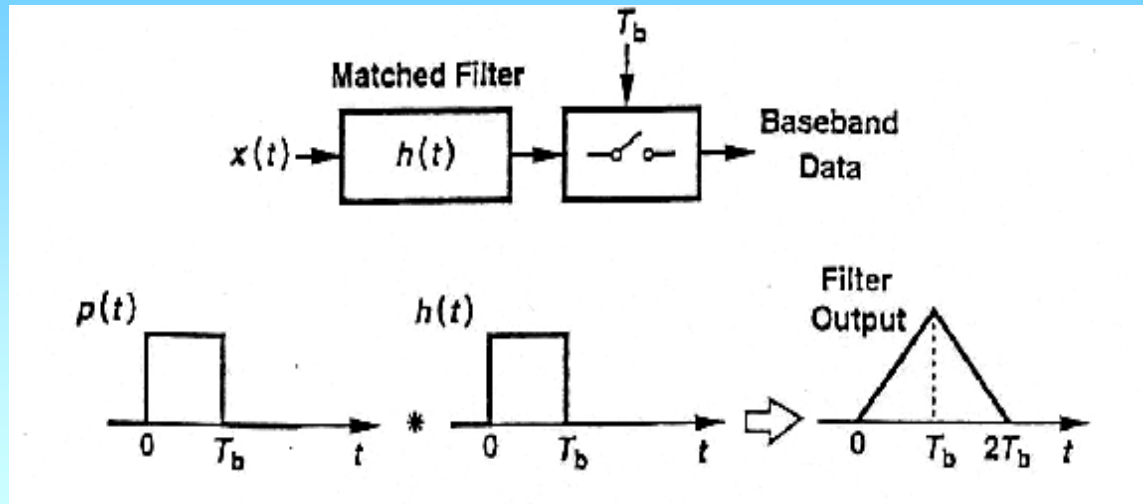 T_b
Matched Filter
x(t)
h(t)
Baseband
Data
p(t)
h(t)
Filter
Output
0
T_b
t
*
0
T_b
t
0
T_b
2T_b
t